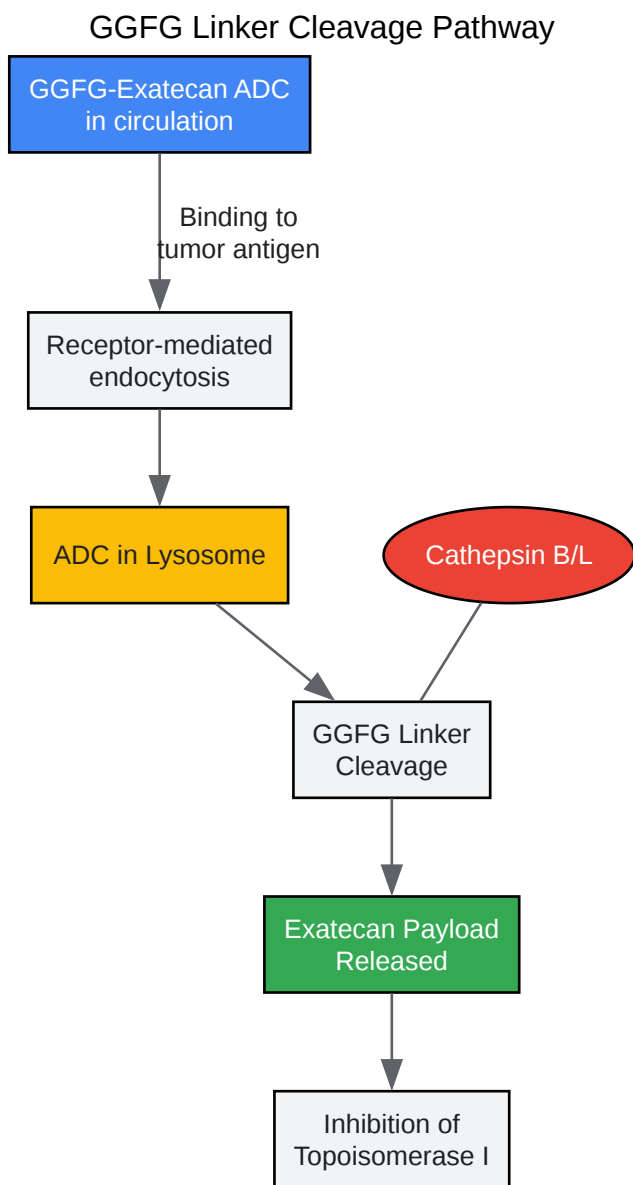 GGFG Linker Cleavage Pathway
GGFG-Exatecan ADC
in circulation
Binding to
tumor antigen
Receptor-mediated
endocytosis
ADC in Lysosome
Cathepsin B/L
GGFG Linker
Cleavage
Exatecan Payload
Released
Inhibition of
Topoisomerase I